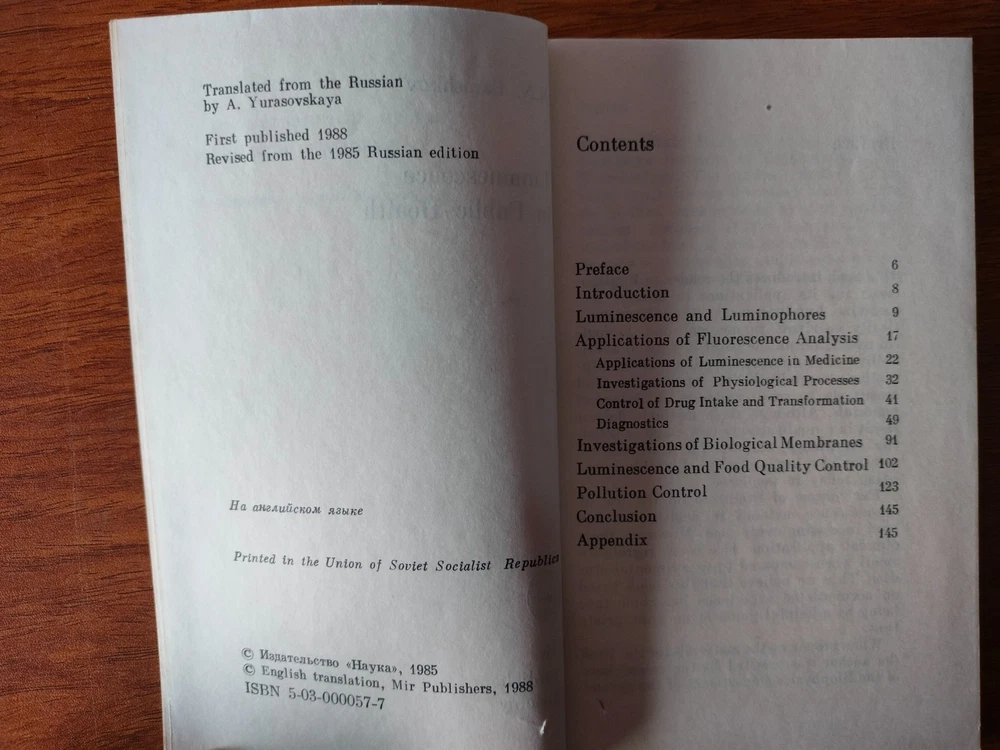 Translated from the Russian
by A. Yurasovskaya
First published 1988
Revised from the 1985 Russian edition
На английском языке
Printed in the Union of Soviet Socialist Republics
© Издательство «Наука», 1985
© English translation, Mir Publishers, 1988
ISBN 5-03-000057-7
Contents
Preface 6
Introduction 8
Luminescence and Luminophores 9
Applications of Fluorescence Analysis 17
Applications of Luminescence in Medicine 22
Investigations of Physiological Processes 32
Control of Drug Intake and Transformation 41
Diagnostics 49
Investigations of Biological Membranes 91
Luminescence and Food Quality Control 102
Pollution Control 123
Conclusion 145
Appendix 145